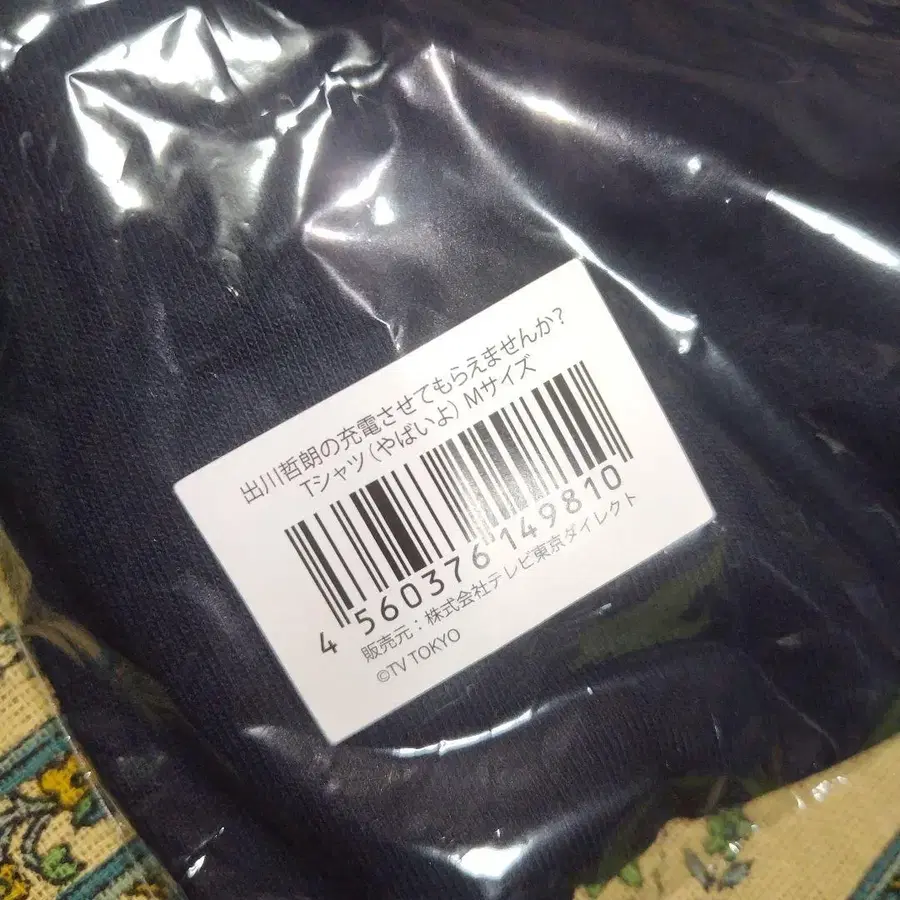 出川哲朗の充電させてもらえませんか？
Tシャツ(やばいよ) Mサイズ
4 560376 149810
販売元：株式会社テレビ東京ダイレクト
©TV TOKYO